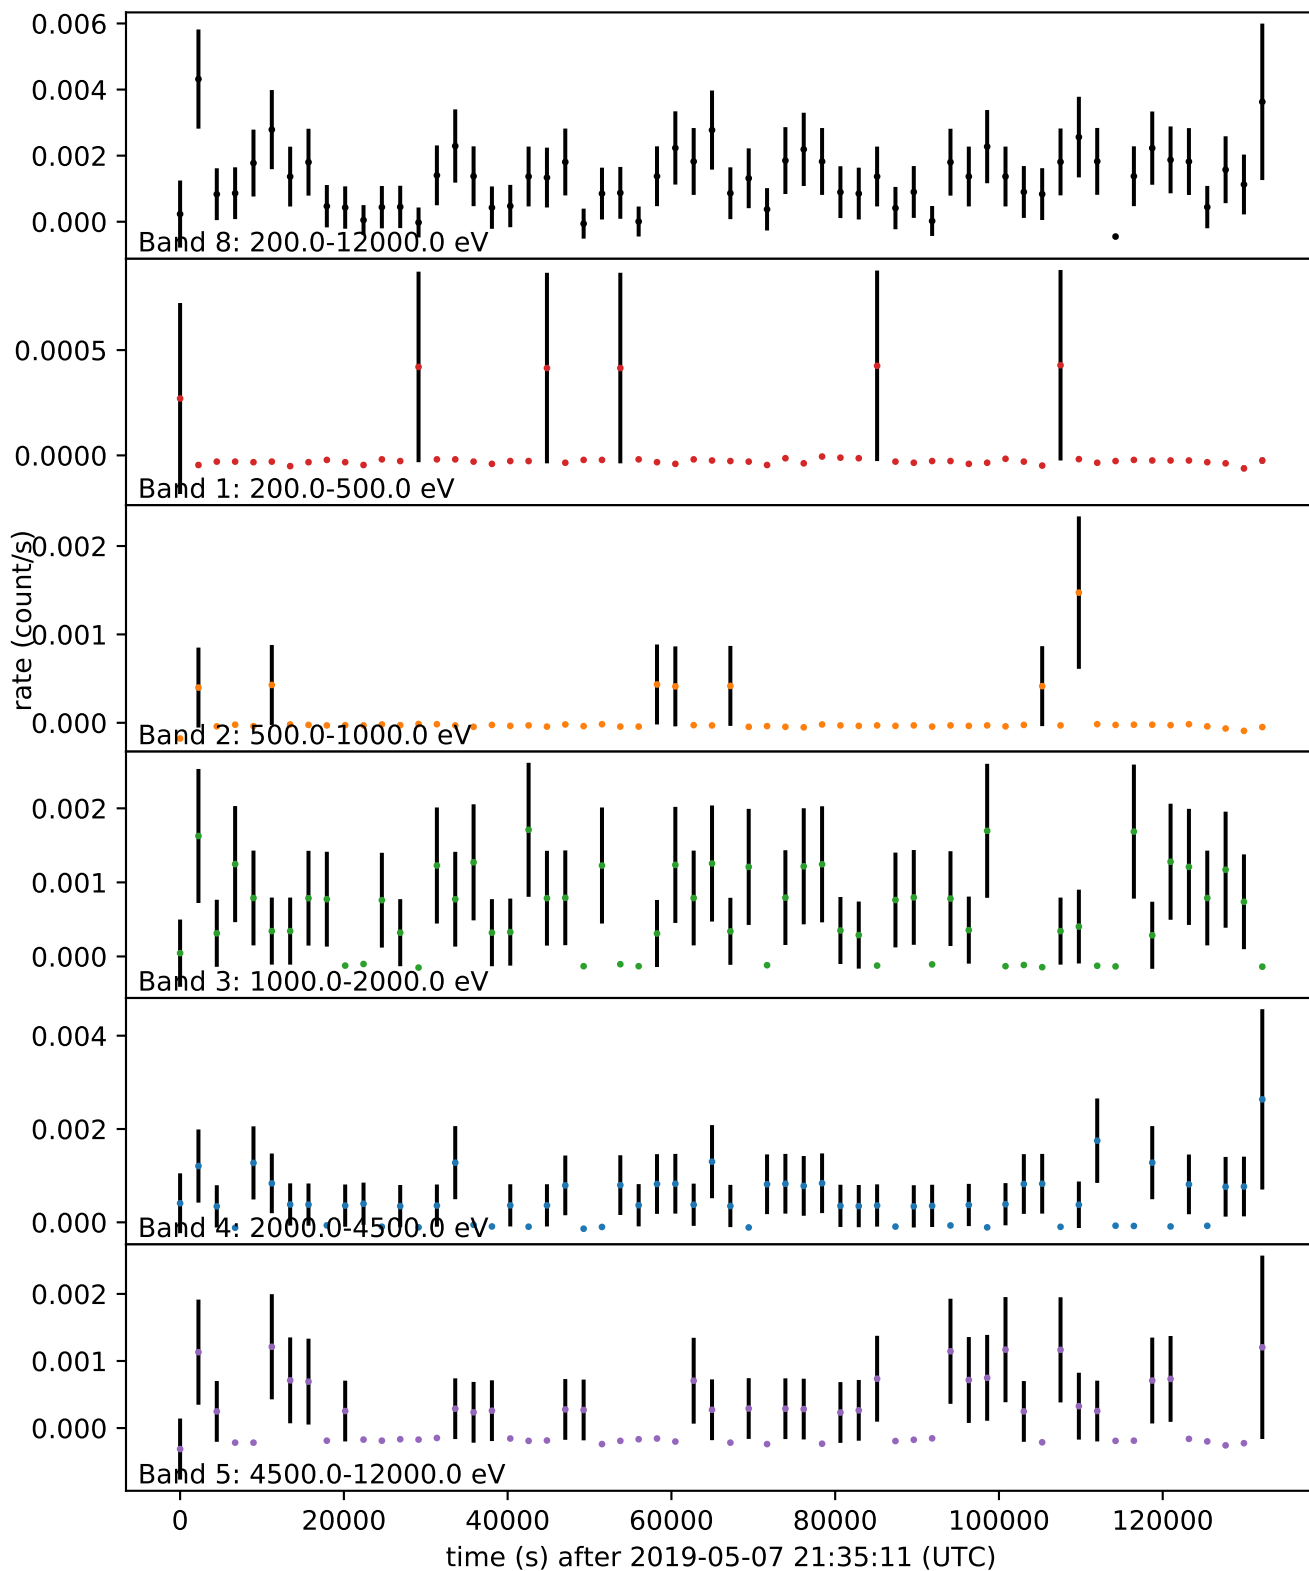 0.006
0.004
0.002
0.000
Band 8: 200.0-12000.0 eV
0.0005
0.0000
Band 1: 200.0-500.0 eV
rate (count/s)
0.002
0.001
0.000
Band 2: 500.0-1000.0 eV
0.002
0.001
0.000
Band 3: 1000.0-2000.0 eV
0.004
0.002
0.000
Band 4: 2000.0-4500.0 eV
0.002
0.001
0.000
Band 5: 4500.0-12000.0 eV
0 20000 40000 60000 80000 100000 120000
time (s) after 2019-05-07 21:35:11 (UTC)